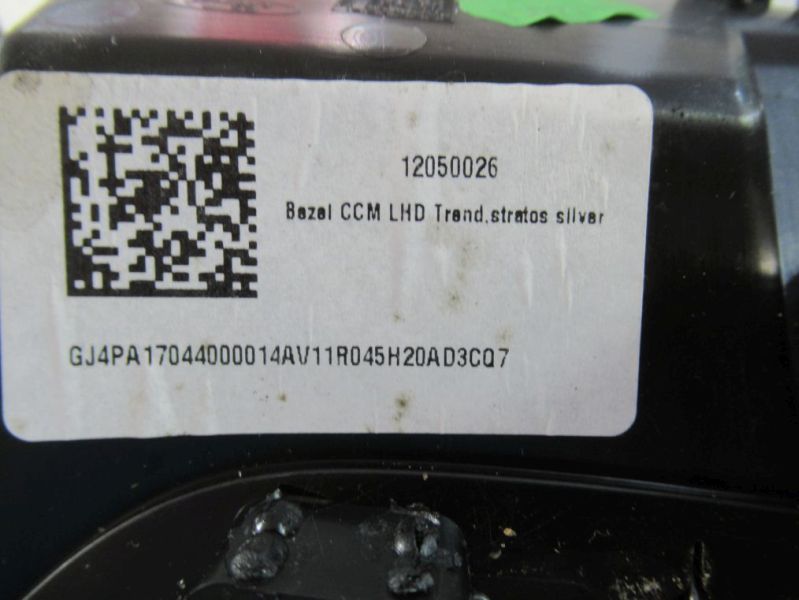 12050026
Bezel CCM LHD Trend,stratos silver
GJ4PA17044000014AV11R045H20AD3CQ7